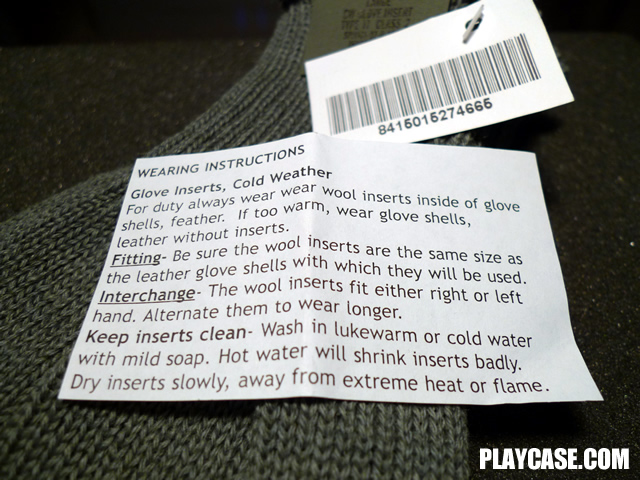 LARGE
8415015274665
WEARING INSTRUCTIONS
Glove Inserts, Cold Weather
For duty always wear wear wool inserts inside of glove
shells, feather. If too warm, wear glove shells,
leather without inserts.
Fitting- Be sure the wool inserts are the same size as
the leather glove shells with which they will be used.
Interchange- The wool inserts fit either right or left
hand. Alternate them to wear longer.
Keep inserts clean- Wash in lukewarm or cold water
with mild soap. Hot water will shrink inserts badly.
Dry inserts slowly, away from extreme heat or flame.
PLAYCASE.COM